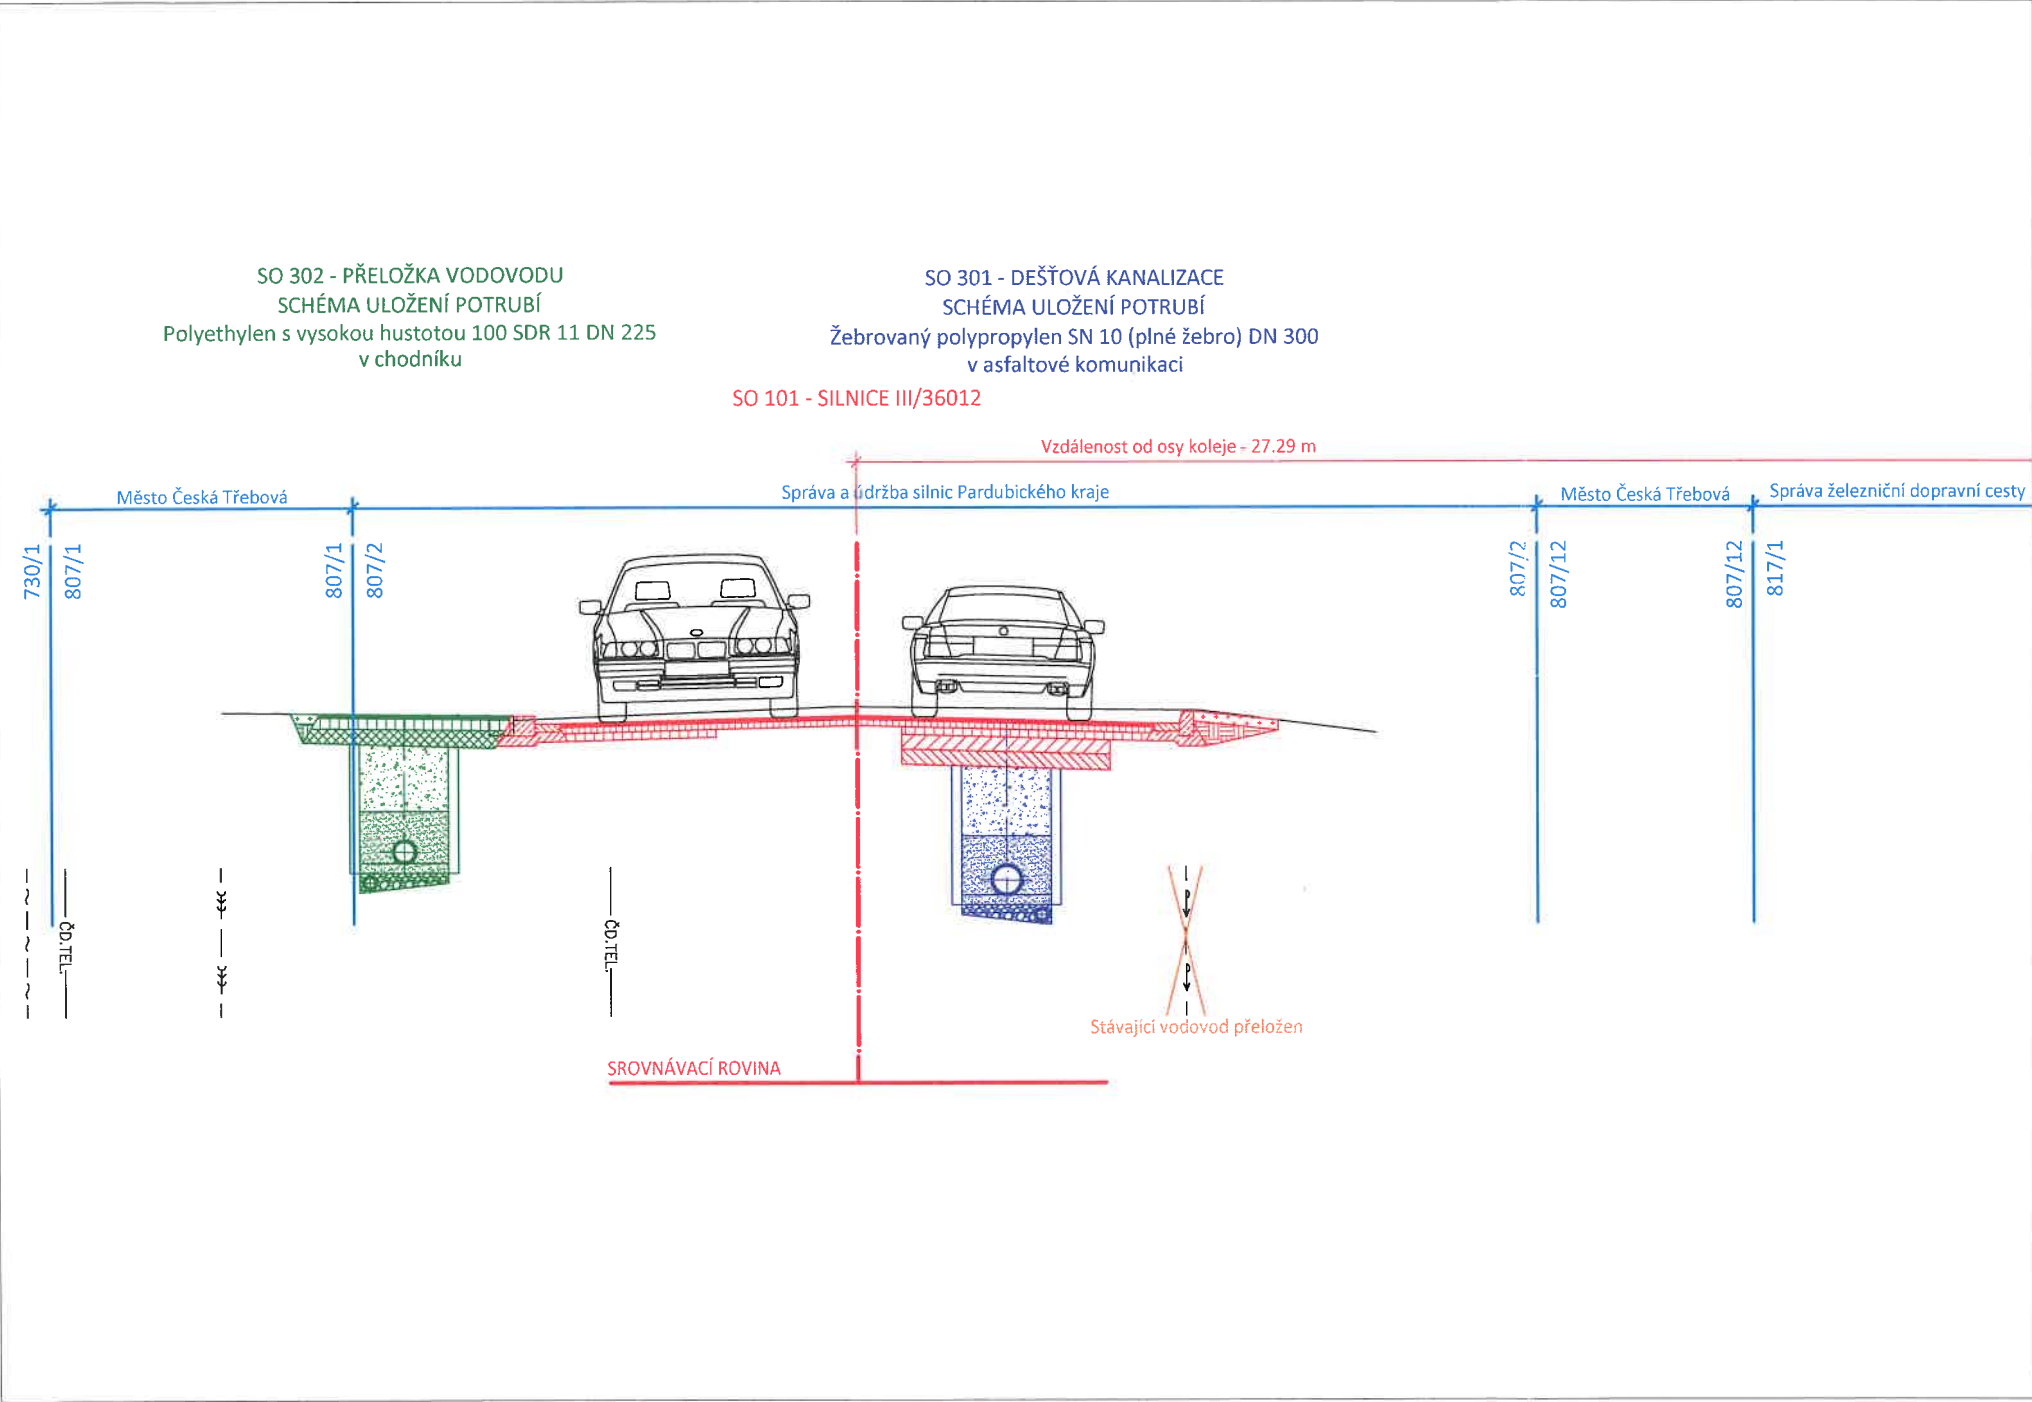 SO 302 - PŘELOŽKA VODOVODU
SCHÉMA ULOŽENÍ POTRUBÍ
Polyethylen s vysokou hustotou 100 SDR 11 DN 225
v chodníku
SO 301 - DEŠŤOVÁ KANALIZACE
SCHÉMA ULOŽENÍ POTRUBÍ
Žebrovaný polypropylen SN 10 (plné žebro) DN 300
v asfaltové komunikaci
SO 101 - SILNICE III/36012
Vzdálenost od osy koleje - 27.29 m
Město Česká Třebová
Správa a údržba silnic Pardubického kraje
Město Česká Třebová
Správa železniční dopravní cesty
730/1
807/1
807/1
807/2
807/2
807/12
807/12
817/1
ČD.TEL.
ČD.TEL.
P
P
Stávající vodovod přeložen
SROVNÁVACÍ ROVINA